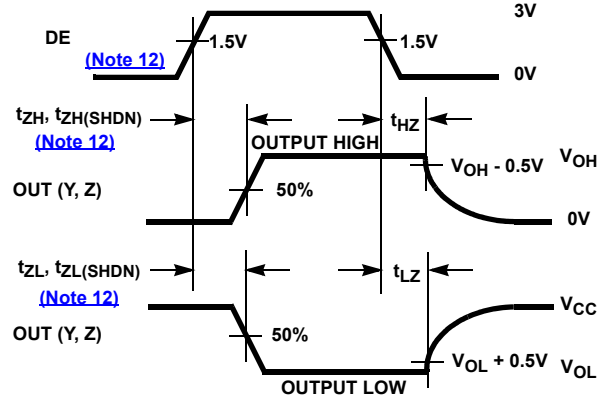 3V
DE
1.5V
1.5V
(Note 12)
0V
tZH, tZH(SHDN)
tHZ
(Note 12)
OUTPUT HIGH
VOH - 0.5V
VOH
OUT (Y, Z)
50%
0V
tZL, tZL(SHDN)
tLZ
(Note 12)
VCC
OUT (Y, Z)
50%
VOL + 0.5V
VOL
OUTPUT LOW